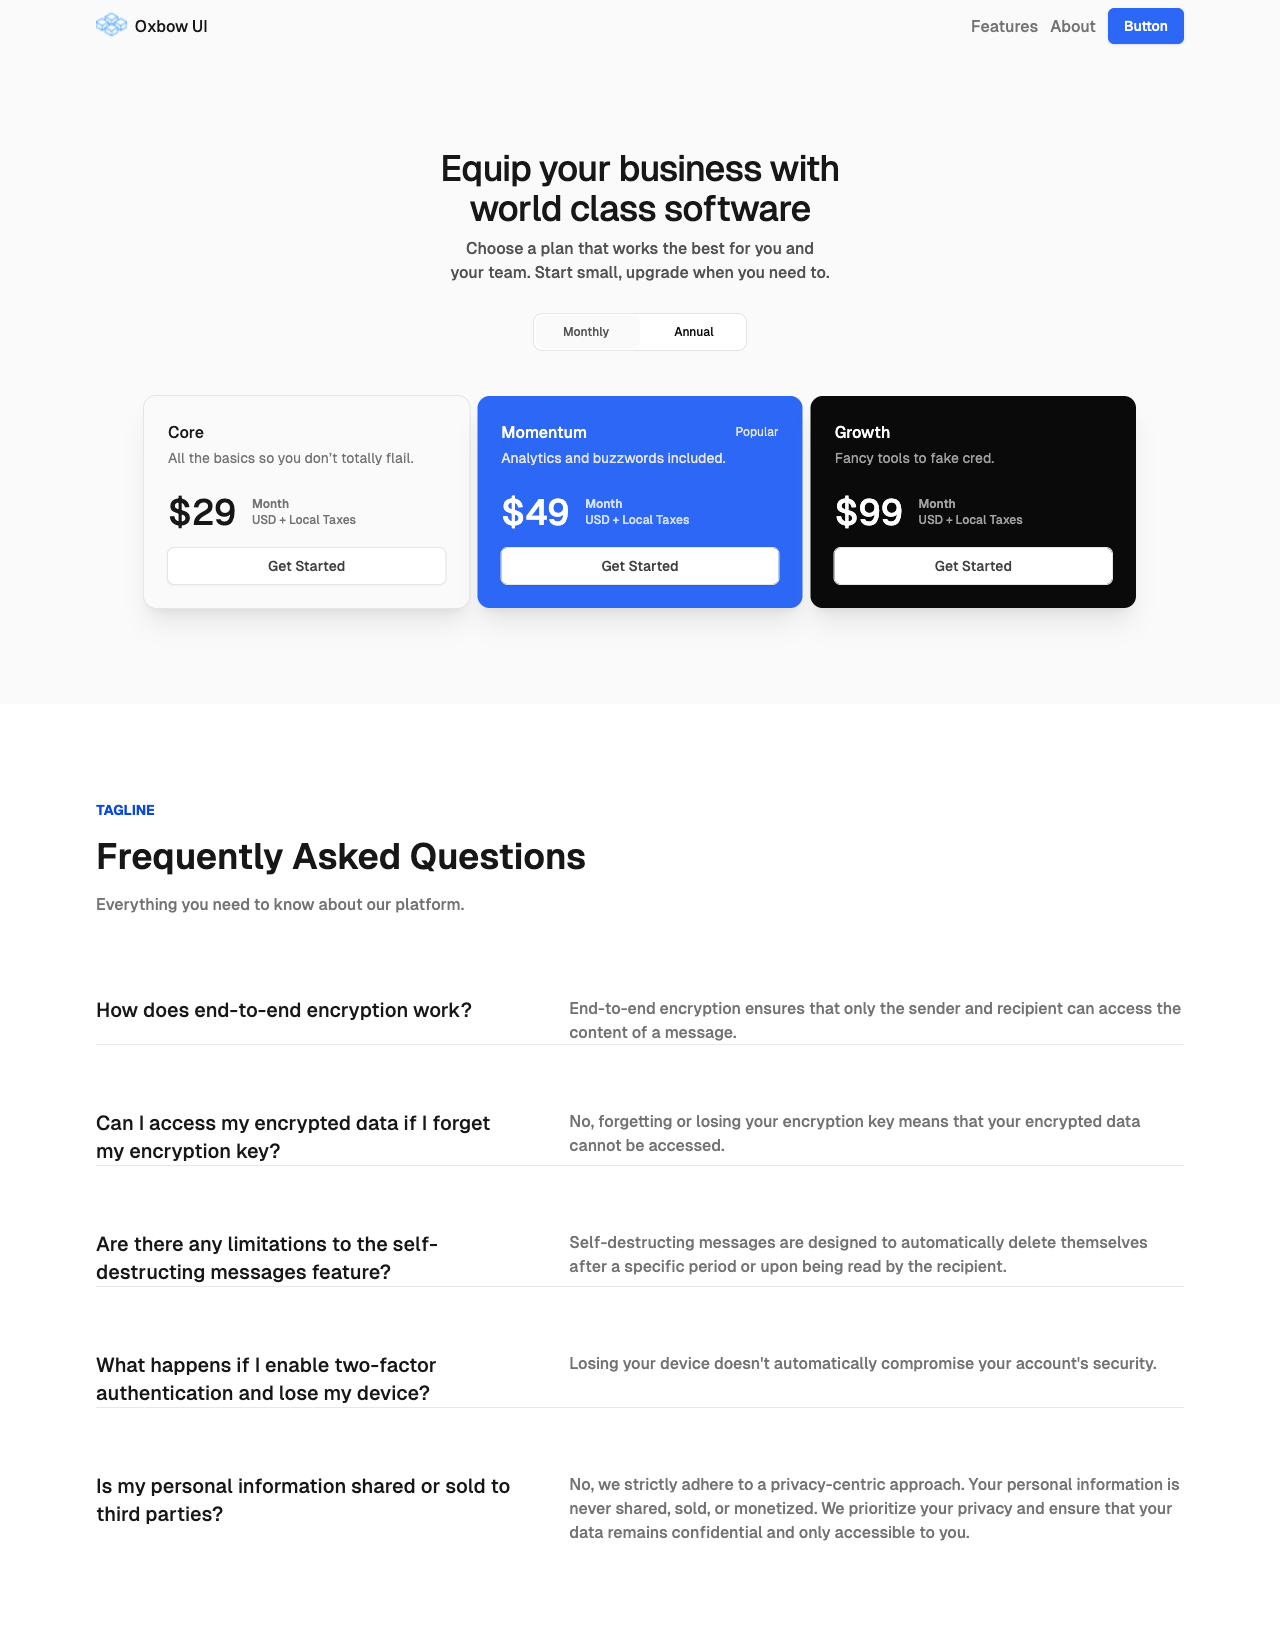 Oxbow UI
Features About Button
Equip your business with
world class software
Choose a plan that works the best for you and
your team. Start small, upgrade when you need to.
Monthly Annual
Core
All the basics so you don’t totally flail.
$29
Month
USD + Local Taxes
Get Started
Momentum
Popular
Analytics and buzzwords included.
$49
Month
USD + Local Taxes
Get Started
Growth
Fancy tools to fake cred.
$99
Month
USD + Local Taxes
Get Started
TAGLINE
Frequently Asked Questions
Everything you need to know about our platform.
How does end-to-end encryption work?
End-to-end encryption ensures that only the sender and recipient can access the
content of a message.
Can I access my encrypted data if I forget
my encryption key?
No, forgetting or losing your encryption key means that your encrypted data
cannot be accessed.
Are there any limitations to the self-
destructing messages feature?
Self-destructing messages are designed to automatically delete themselves
after a specific period or upon being read by the recipient.
What happens if I enable two-factor
authentication and lose my device?
Losing your device doesn't automatically compromise your account's security.
Is my personal information shared or sold to
third parties?
No, we strictly adhere to a privacy-centric approach. Your personal information is
never shared, sold, or monetized. We prioritize your privacy and ensure that your
data remains confidential and only accessible to you.